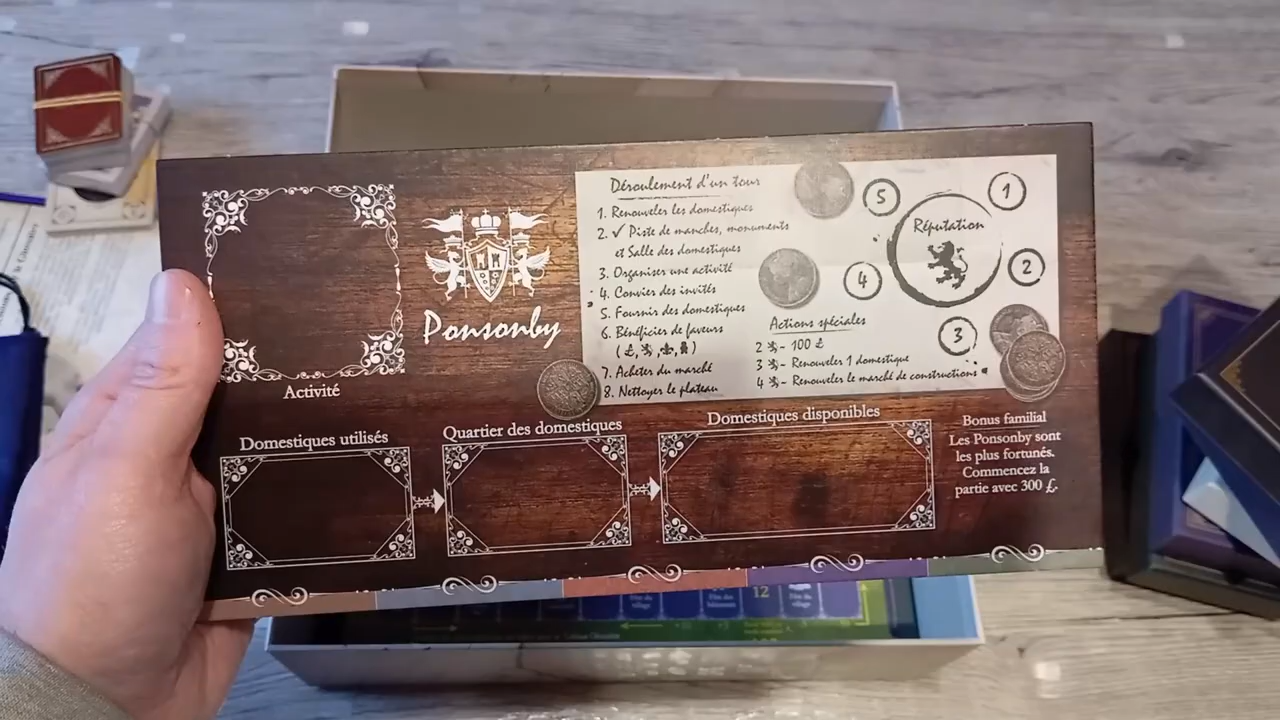 Activité
Ponsonby
Déroulement d'un tour
1. Renouveler les domestiques
2. ✓ Piste de manches, monuments
et Salle des domestiques
3. Organiser une activité
4. Convier des invités
5. Fournir des domestiques
6. Bénéficier de faveurs
(£, , , )
7. Acheter du marché
8. Nettoyer le plateau
Réputation
5
1
4
2
3
Actions spéciales
2 - 100 £
3 - Renouveler 1 domestique
4 - Renouveler le marché de constructions
Domestiques utilisés
Quartier des domestiques
Domestiques disponibles
Bonus familial
Les Ponsonby sont
les plus fortunés.
Commencez la
partie avec 300 £.
12